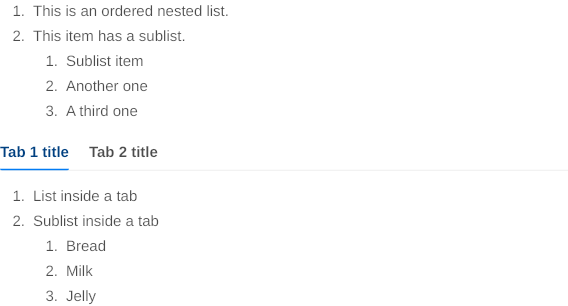 1. This is an ordered nested list.
2. This item has a sublist.
1. Sublist item
2. Another one
3. A third one
Tab 1 title Tab 2 title
1. List inside a tab
2. Sublist inside a tab
1. Bread
2. Milk
3. Jelly